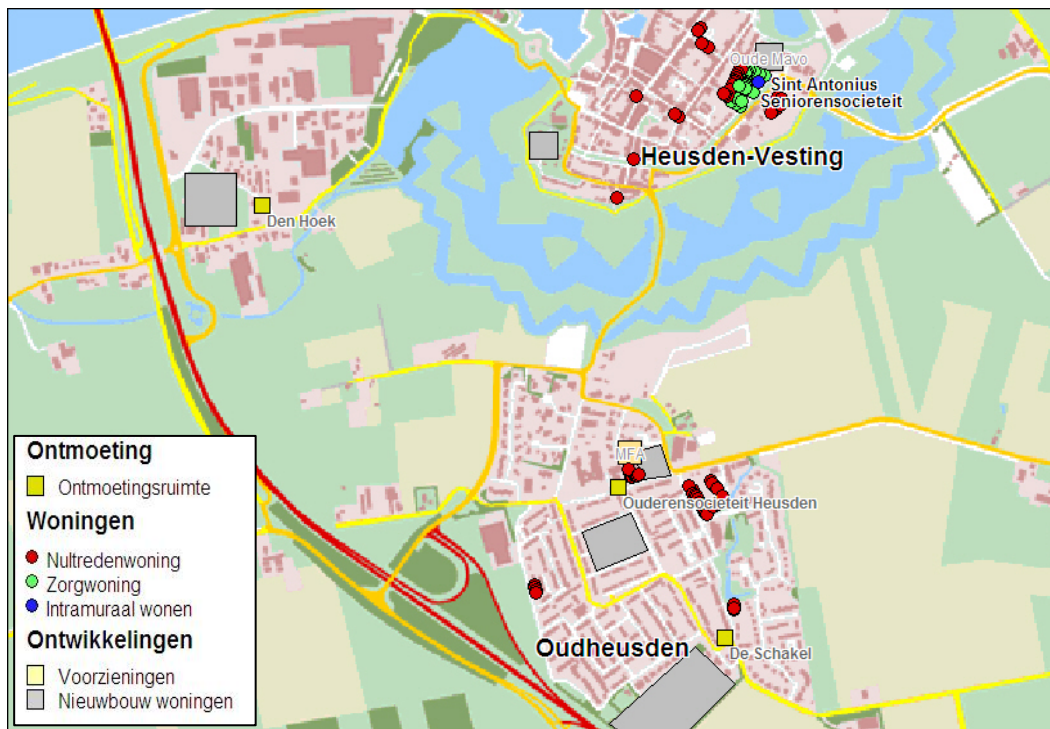 Oude Mavo
Sint Antonius
Seniorensocieteit
Heusden-Vesting
Den Hoek
MFA
Ouderensocieteit Heusden
Oudheusden
De Schakel
Ontmoeting
Ontmoetingsruimte
Woningen
Nultredenwoning
Zorgwoning
Intramuraal wonen
Ontwikkelingen
Voorzieningen
Nieuwbouw woningen